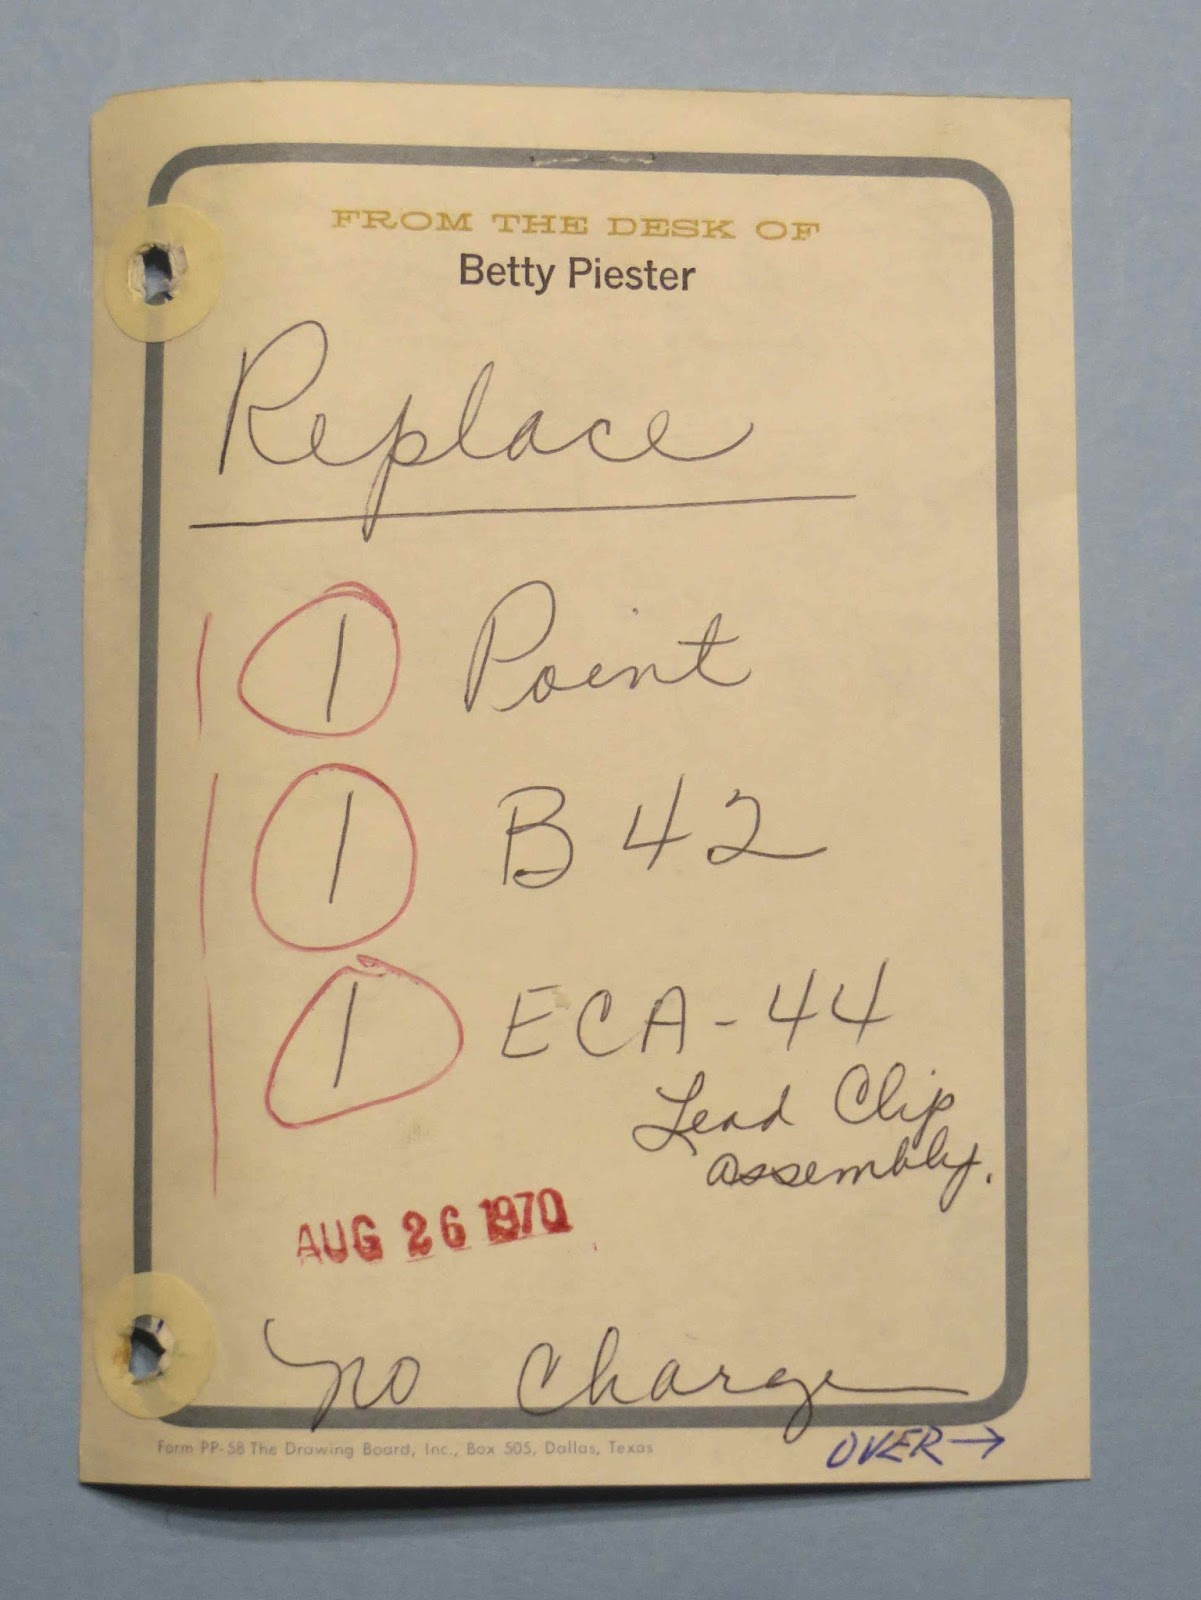 FROM THE DESK OF
Betty Piester
Replace
1 Point
1 B 42
1 ECA-44
Lead Clip
assembly.
AUG 26 1970
No Charge
Form PP-58 The Drawing Board, Inc., Box 505, Dallas, Texas
OVER →